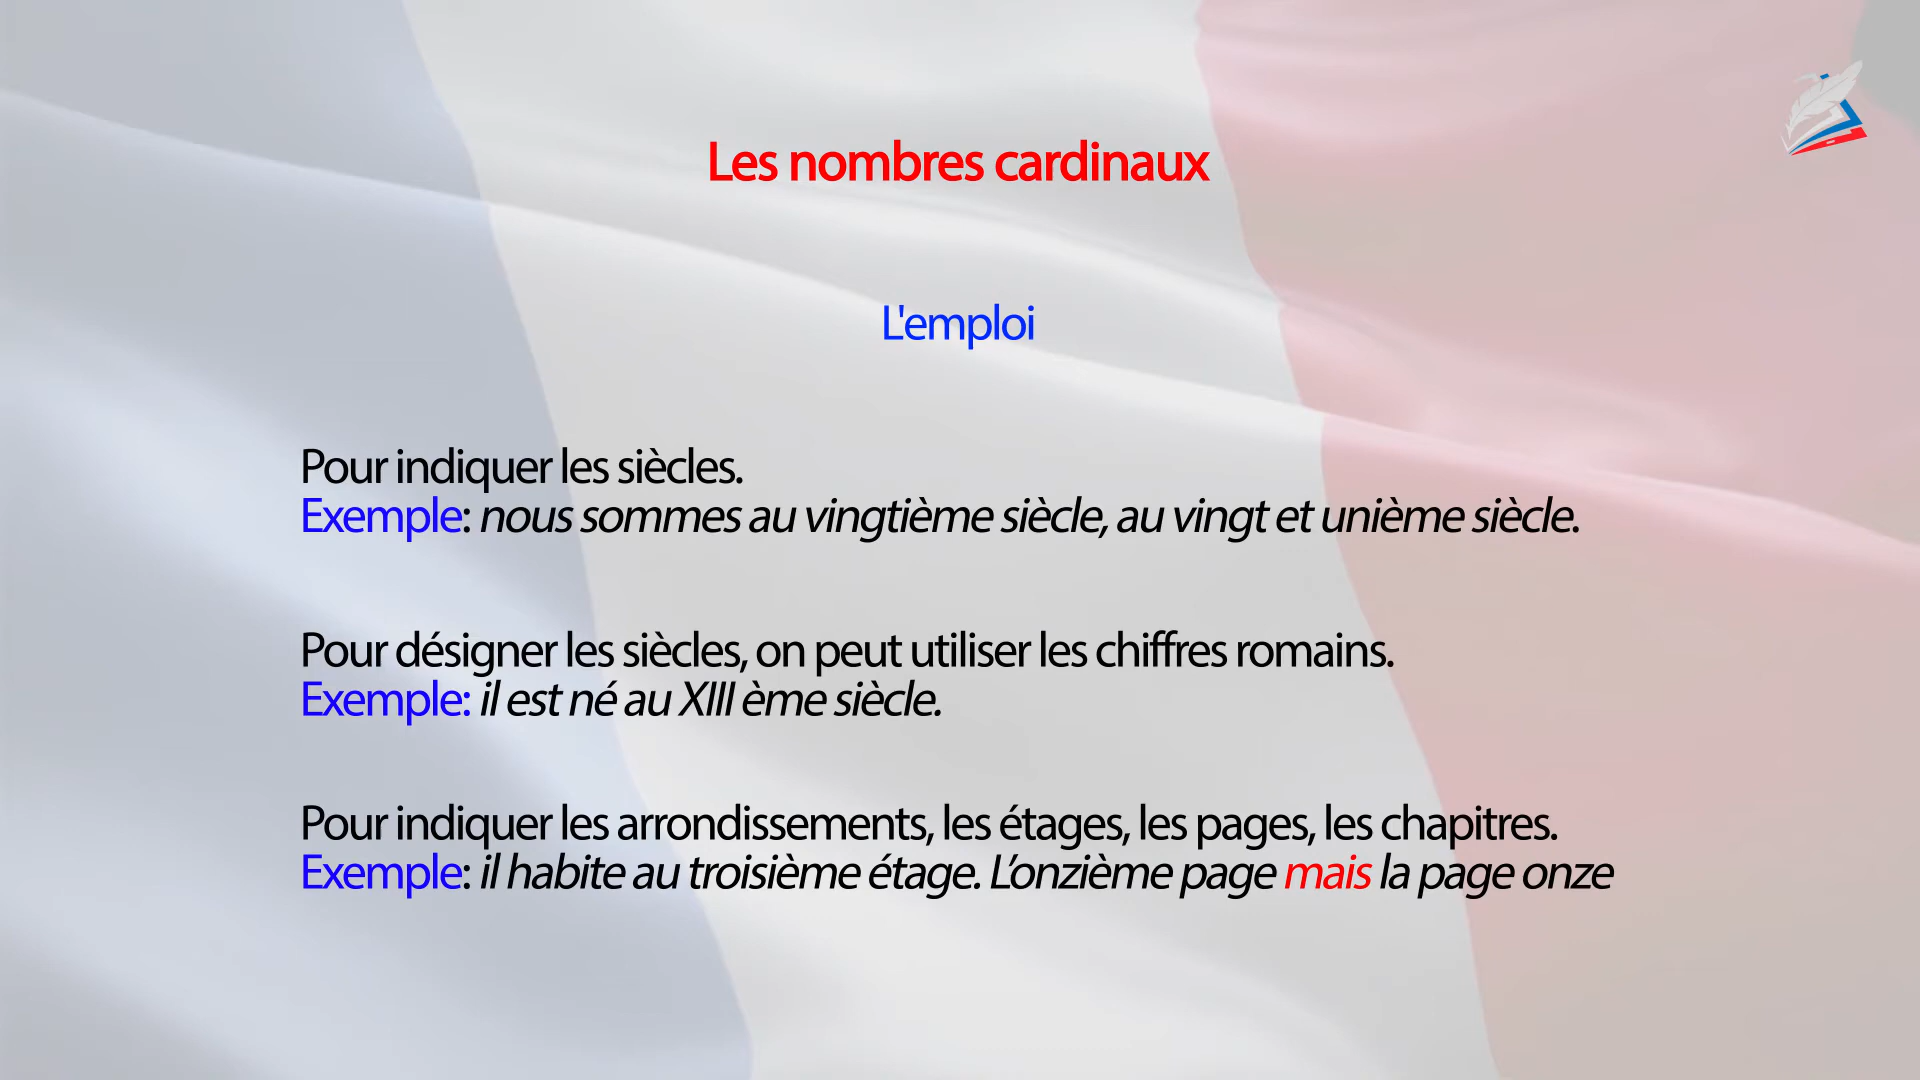 Les nombres cardinaux
L'emploi
Pour indiquer les siècles.
Exemple: nous sommes au vingtième siècle, au vingt et unième siècle.
Pour désigner les siècles, on peut utiliser les chiffres romains.
Exemple: il est né au XIII ème siècle.
Pour indiquer les arrondissements, les étages, les pages, les chapitres.
Exemple: il habite au troisième étage. L’onzième page mais la page onze